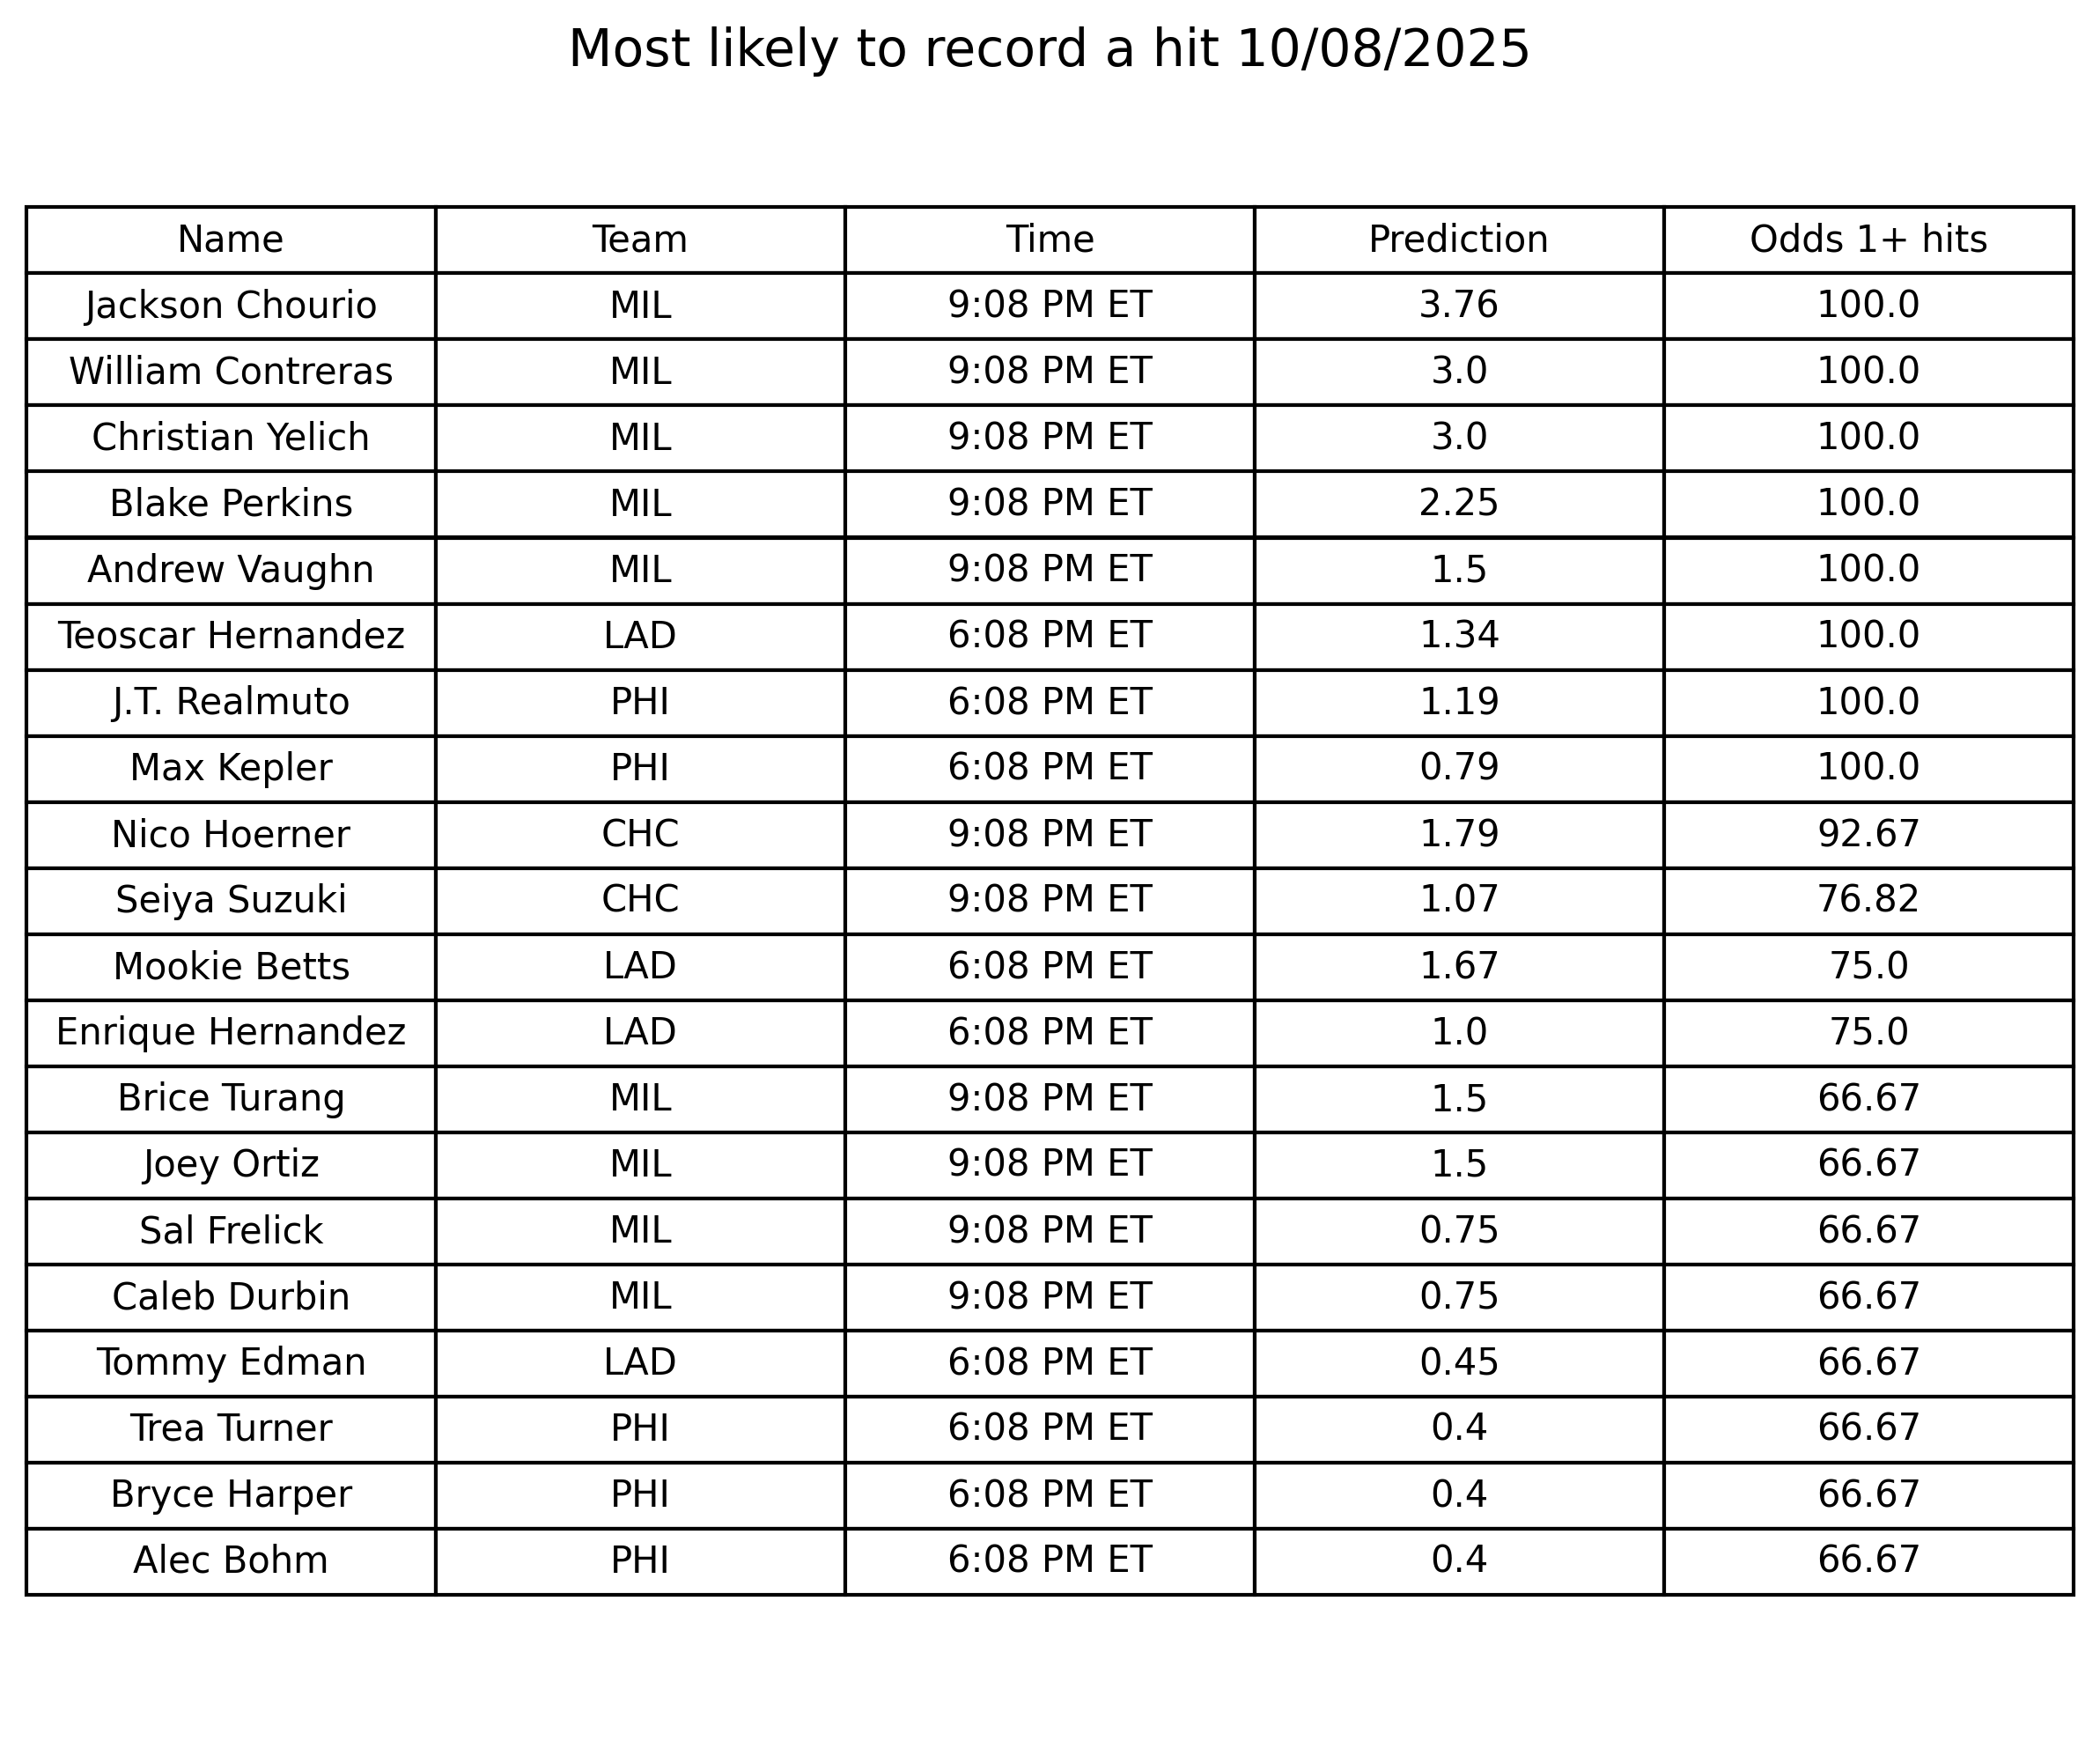 Most likely to record a hit 10/08/2025
Name Team Time Prediction Odds 1+ hits
Jackson Chourio MIL 9:08 PM ET 3.76 100.0
William Contreras MIL 9:08 PM ET 3.0 100.0
Christian Yelich MIL 9:08 PM ET 3.0 100.0
Blake Perkins MIL 9:08 PM ET 2.25 100.0
Andrew Vaughn MIL 9:08 PM ET 1.5 100.0
Teoscar Hernandez LAD 6:08 PM ET 1.34 100.0
J.T. Realmuto PHI 6:08 PM ET 1.19 100.0
Max Kepler PHI 6:08 PM ET 0.79 100.0
Nico Hoerner CHC 9:08 PM ET 1.79 92.67
Seiya Suzuki CHC 9:08 PM ET 1.07 76.82
Mookie Betts LAD 6:08 PM ET 1.67 75.0
Enrique Hernandez LAD 6:08 PM ET 1.0 75.0
Brice Turang MIL 9:08 PM ET 1.5 66.67
Joey Ortiz MIL 9:08 PM ET 1.5 66.67
Sal Frelick MIL 9:08 PM ET 0.75 66.67
Caleb Durbin MIL 9:08 PM ET 0.75 66.67
Tommy Edman LAD 6:08 PM ET 0.45 66.67
Trea Turner PHI 6:08 PM ET 0.4 66.67
Bryce Harper PHI 6:08 PM ET 0.4 66.67
Alec Bohm PHI 6:08 PM ET 0.4 66.67